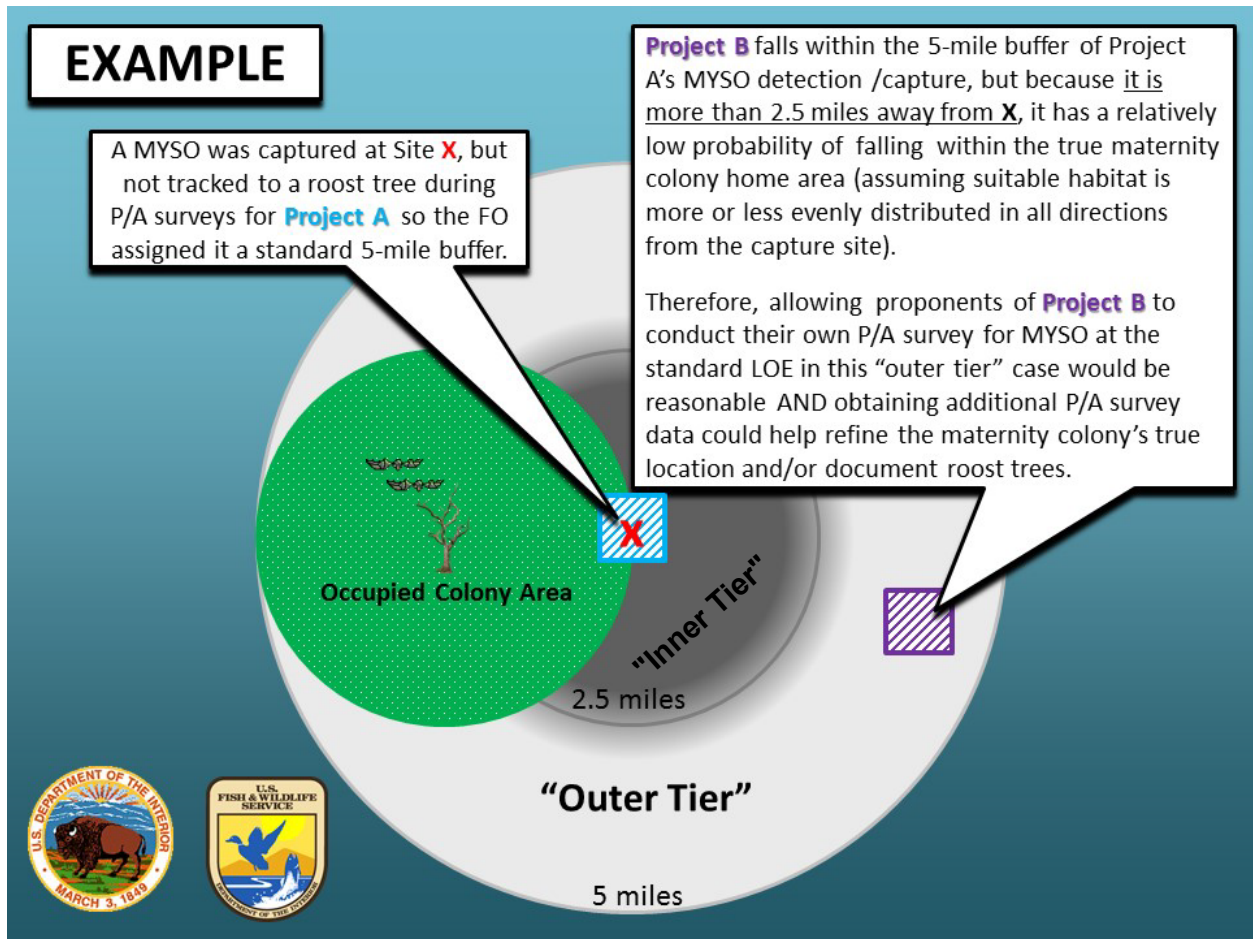 EXAMPLE
A MYSO was captured at Site X, but
not tracked to a roost tree during
P/A surveys for Project A so the FO
assigned it a standard 5-mile buffer.
Project B falls within the 5-mile buffer of Project
A’s MYSO detection /capture, but because it is
more than 2.5 miles away from X, it has a relatively
low probability of falling within the true maternity
colony home area (assuming suitable habitat is
more or less evenly distributed in all directions
from the capture site).
Therefore, allowing proponents of Project B to
conduct their own P/A survey for MYSO at the
standard LOE in this “outer tier” case would be
reasonable AND obtaining additional P/A survey
data could help refine the maternity colony’s true
location and/or document roost trees.
X
Occupied Colony Area
"Inner Tier"
2.5 miles
“Outer Tier”
5 miles
U.S. DEPARTMENT OF THE INTERIOR
MARCH 3, 1849
U.S.
FISH & WILDLIFE
SERVICE
DEPARTMENT OF THE INTERIOR